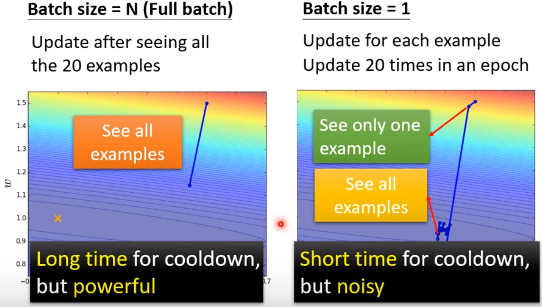 Batch size = N (Full batch)
Update after seeing all
the 20 examples
1.5
1.4
1.3
1.2
1.1
1.0
0.9
0.8
w
See all
examples
Long time for cooldown,
but powerful
Batch size = 1
Update for each example
Update 20 times in an epoch
See only one
example
See all
examples
Short time for cooldown,
but noisy